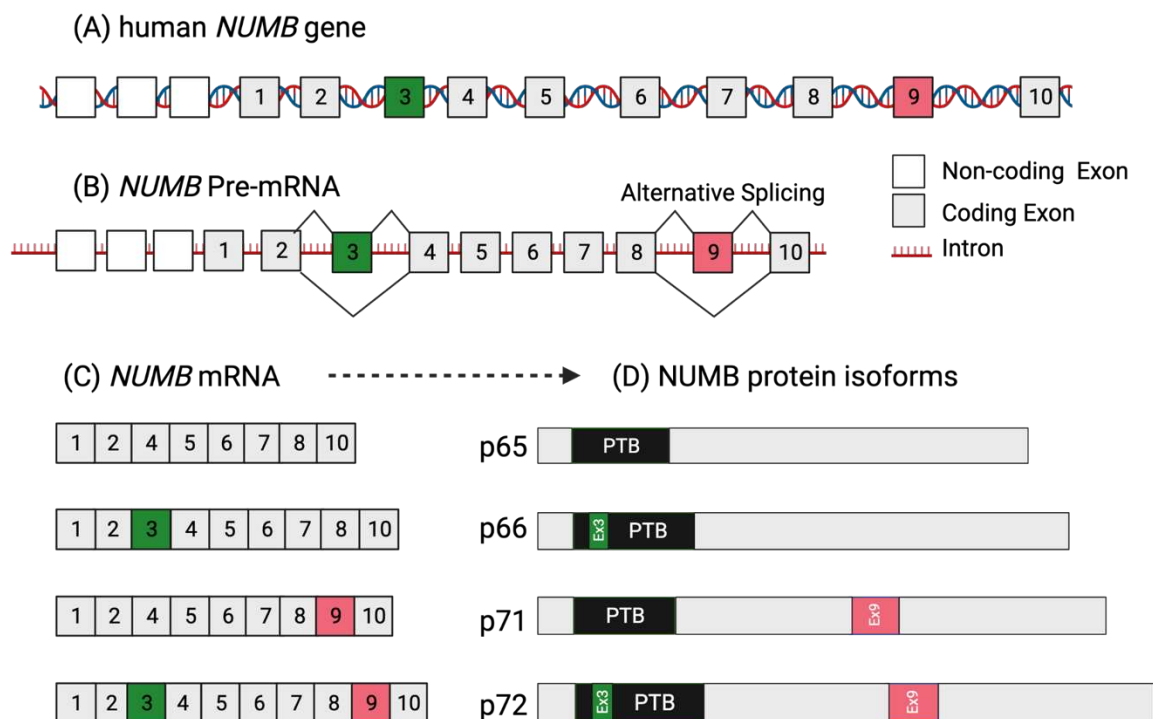 (A) human NUMB gene
1 2 3 4 5 6 7 8 9 10
(B) NUMB Pre-mRNA
Alternative Splicing
1 2 3 4 5 6 7 8 9 10
Non-coding Exon
Coding Exon
Intron
(C) NUMB mRNA
(D) NUMB protein isoforms
1 2 4 5 6 7 8 10
p65 PTB
1 2 3 4 5 6 7 8 10
p66 Ex3 PTB
1 2 4 5 6 7 8 9 10
p71 PTB Ex9
1 2 3 4 5 6 7 8 9 10
p72 Ex3 PTB Ex9